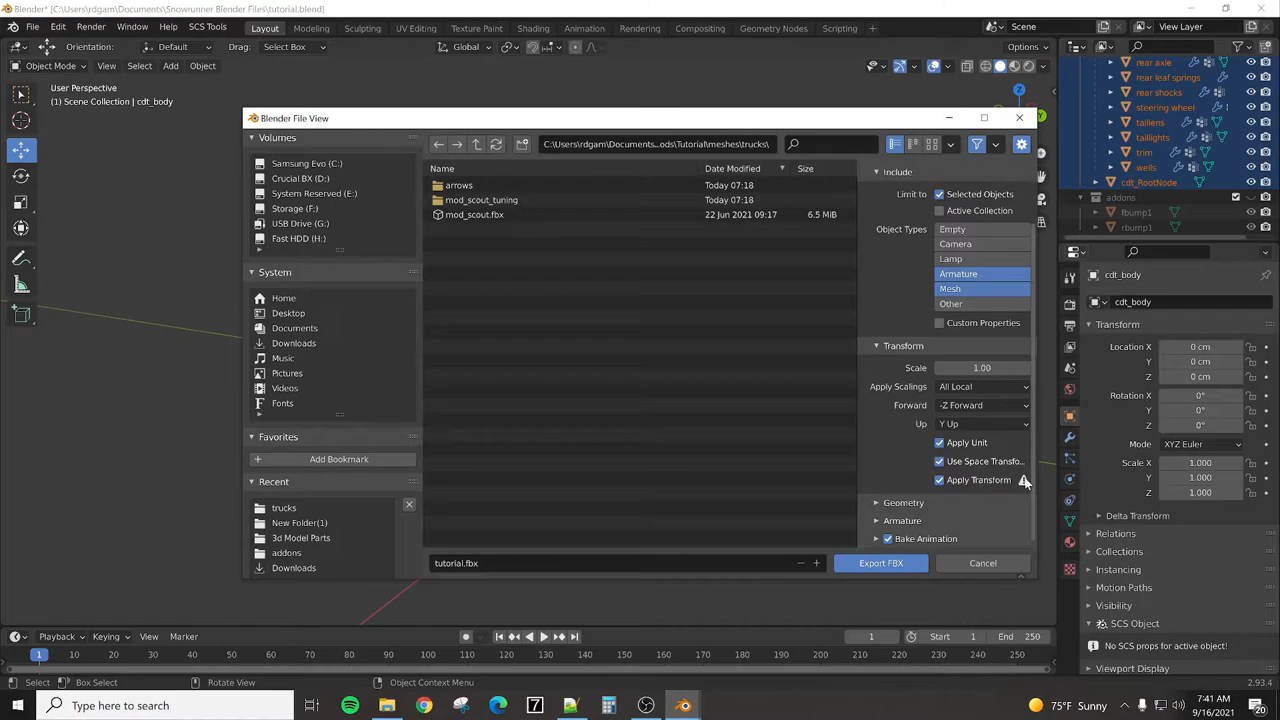 Blender* [C:\Users\rdgam\Documents\Snowrunner Blender Files\tutorial.blend]
File Edit Render Window Help SCS Tools Layout Modeling Sculpting UV Editing Texture Paint Shading Animation Rendering Compositing Geometry Nodes Scripting Scene View Layer
Orientation: Default Drag: Select Box Global Options
Object Mode View Select Add Object
User Perspective
(1) Scene Collection | cdt_body
Z
Y
Blender File View
Volumes
Samsung Evo (C:)
Crucial BX (D:)
System Reserved (E:)
Storage (F:)
USB Drive (G:)
Fast HDD (H:)
System
Home
Desktop
Documents
Downloads
Music
Pictures
Videos
Fonts
Favorites
Add Bookmark
Recent
trucks
New Folder(1)
3d Model Parts
addons
Downloads
C:\Users\rdgam\Documents...ods\Tutorial\meshes\trucks\
Name Date Modified Size
arrows Today 07:18
mod_scout_tuning Today 07:18
mod_scout.fbx 22 Jun 2021 09:17 6.5 MiB
tutorial.fbx
Include
Limit to Selected Objects
Active Collection
Object Types Empty
Camera
Lamp
Armature
Mesh
Other
Custom Properties
Transform
Scale 1.00
Apply Scalings All Local
Forward -Z Forward
Up Y Up
Apply Unit
Use Space Transfo...
Apply Transform
Geometry
Armature
Bake Animation
Export FBX Cancel
rear axle
rear leaf springs
rear shocks
steering wheel
taillens
taillights
trim
wells
cdt_RootNode
addons
fbump1
rbump1
cdt_body
cdt_body
Transform
Location X 0 cm
Y 0 cm
Z 0 cm
Rotation X 0°
Y 0°
Z 0°
Mode XYZ Euler
Scale X 1.000
Y 1.000
Z 1.000
Delta Transform
Relations
Collections
Instancing
Motion Paths
Visibility
SCS Object
No SCS props for active object!
Viewport Display
Playback Keying View Marker 1 Start 1 End 250
1 10 20 30 40 50 60 70 80 90 100 110 120 130 140 150 160 170 180 190 200 210 220 230 240 250
Select Box Select Rotate View Object Context Menu 2.93.4
Type here to search 7 75°F Sunny 7:41 AM
9/16/2021 20